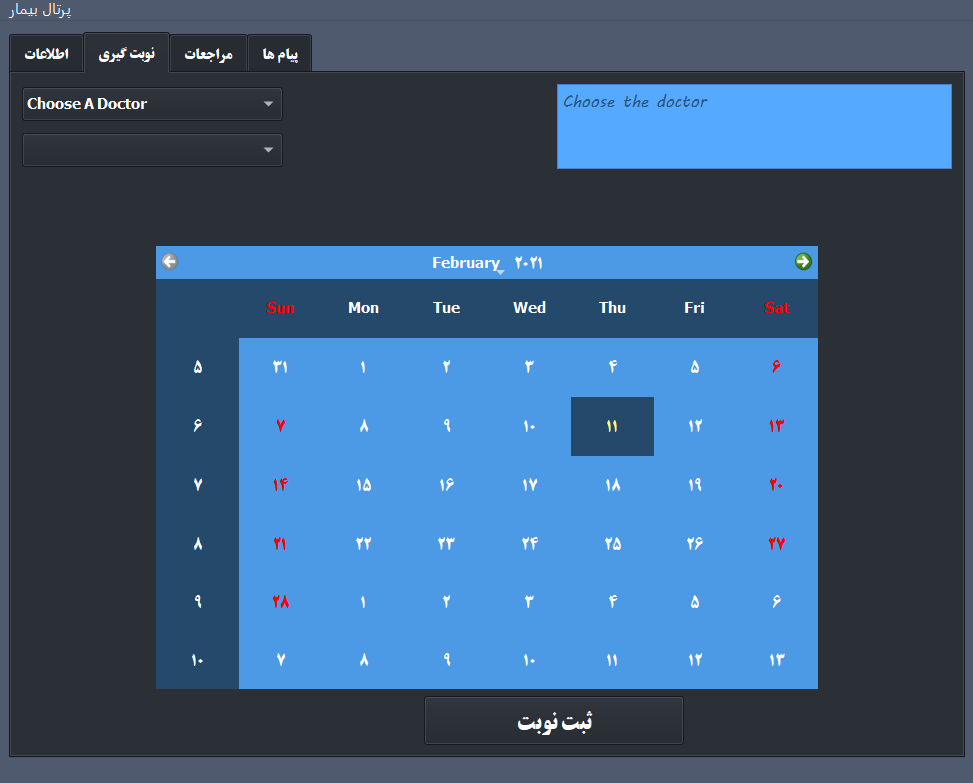 پرتال بیمار
اطلاعات نوبت گیری مراجعات پیام ها
Choose A Doctor
Choose the doctor
February ۲۰۲۱
Sun Mon Tue Wed Thu Fri Sat
۵ ۳۱ ۱ ۲ ۳ ۴ ۵ ۶
۶ ۷ ۸ ۹ ۱۰ ۱۱ ۱۲ ۱۳
۷ ۱۴ ۱۵ ۱۶ ۱۷ ۱۸ ۱۹ ۲۰
۸ ۲۱ ۲۲ ۲۳ ۲۴ ۲۵ ۲۶ ۲۷
۹ ۲۸ ۱ ۲ ۳ ۴ ۵ ۶
۱۰ ۷ ۸ ۹ ۱۰ ۱۱ ۱۲ ۱۳
ثبت نوبت